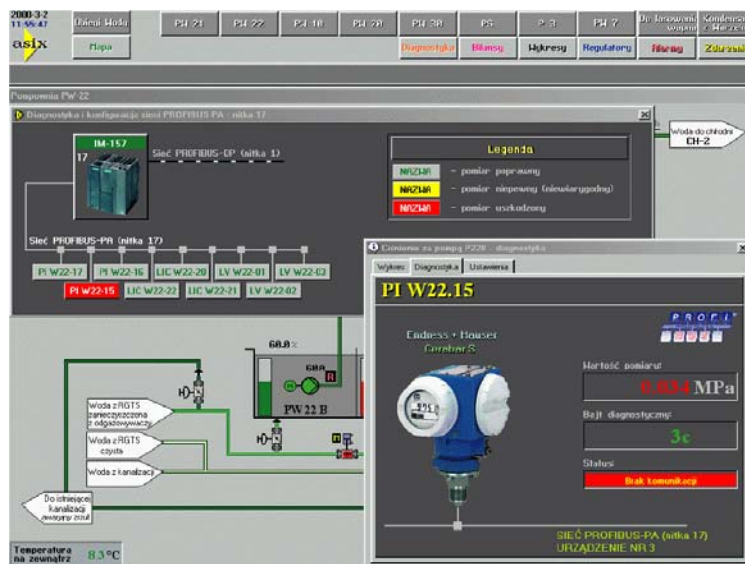 2000-3-2
11:55:47
asix
Mapa
PW-21
PW-22
PW-10
PW-20
PW-30
PS
P-3
PW-7
Diagnostyka
Bilansy
Wykresy
Regulatory
Alarmy
Pompownia PW-22
Diagnostyka i konfiguracja sieci PROFIBUS-PA - nitka 17
IM-157
17
Sieć PROFIBUS-DP (nitka 1)
Legenda
NAZWA - pomiar poprawny
NAZWA - pomiar niepewny (niewiarygodny)
NAZWA - pomiar uszkodzony
Woda do chłodni
CH-2
Sieć PROFIBUS-PA (nitka 17)
PI W22-17
PI W22-16
LIC W22-20
LV W22-01
LV W22-03
PI W22-15
LIC W22-22
LIC W22-21
LV W22-02
Ciśnienie za pompą P220 - diagnostyka
Wykres
Diagnostyka
Ustawienia
PI W22.15
PROFI
Endress + Hauser
Cerabar S
Wartość pomiaru:
0.034 MPa
Bajt diagnostyczny:
3c
Status:
Brak komunikacji
SIEĆ PROFIBUS-PA (nitka 17)
URZĄDZENIE NR 3
60.0 %
R
PW 22 B
Woda z RGTS
zanieczyszczona
z odgazowywaczy
Woda z RGTS
czysta
Woda z kanalizacji
Do istniejącej
kanalizacji
awaryjny zrzut
Temperatura
na zewnątrz
8.3 °C